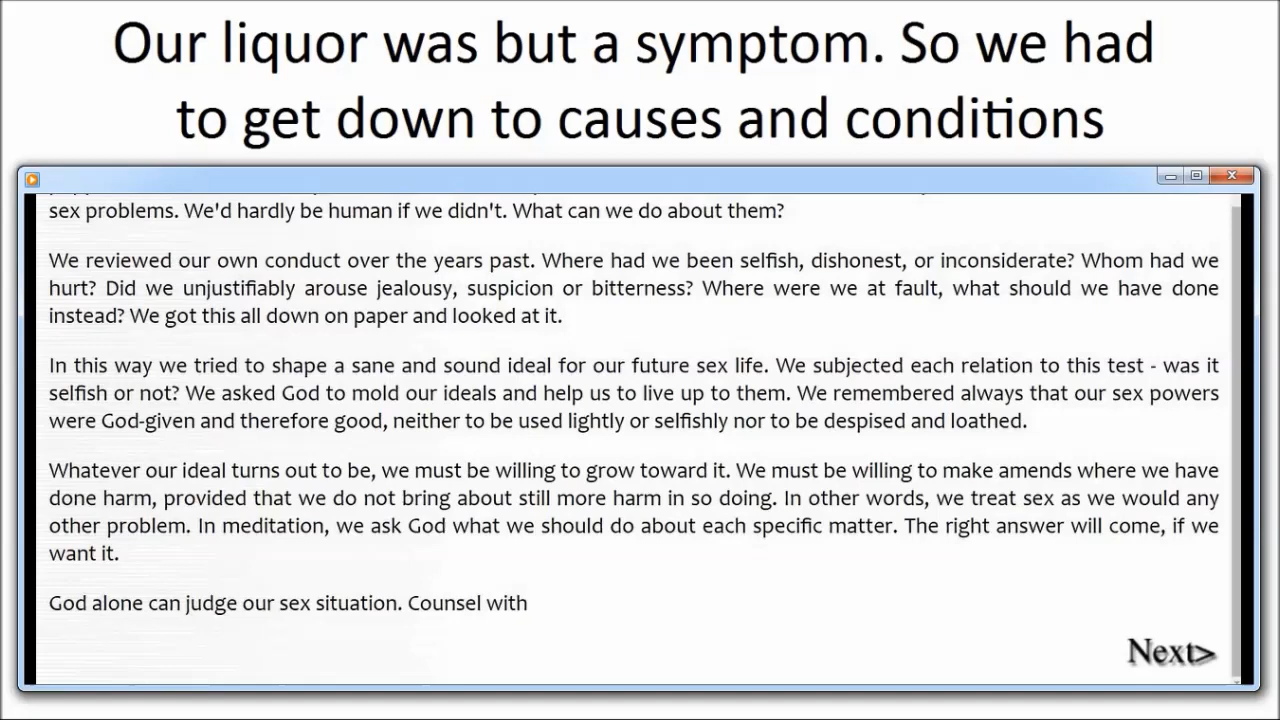 Our liquor was but a symptom. So we had
to get down to causes and conditions
sex problems. We'd hardly be human if we didn't. What can we do about them?
We reviewed our own conduct over the years past. Where had we been selfish, dishonest, or inconsiderate? Whom had we
hurt? Did we unjustifiably arouse jealousy, suspicion or bitterness? Where were we at fault, what should we have done
instead? We got this all down on paper and looked at it.
In this way we tried to shape a sane and sound ideal for our future sex life. We subjected each relation to this test - was it
selfish or not? We asked God to mold our ideals and help us to live up to them. We remembered always that our sex powers
were God-given and therefore good, neither to be used lightly or selfishly nor to be despised and loathed.
Whatever our ideal turns out to be, we must be willing to grow toward it. We must be willing to make amends where we have
done harm, provided that we do not bring about still more harm in so doing. In other words, we treat sex as we would any
other problem. In meditation, we ask God what we should do about each specific matter. The right answer will come, if we
want it.
God alone can judge our sex situation. Counsel with
Next>